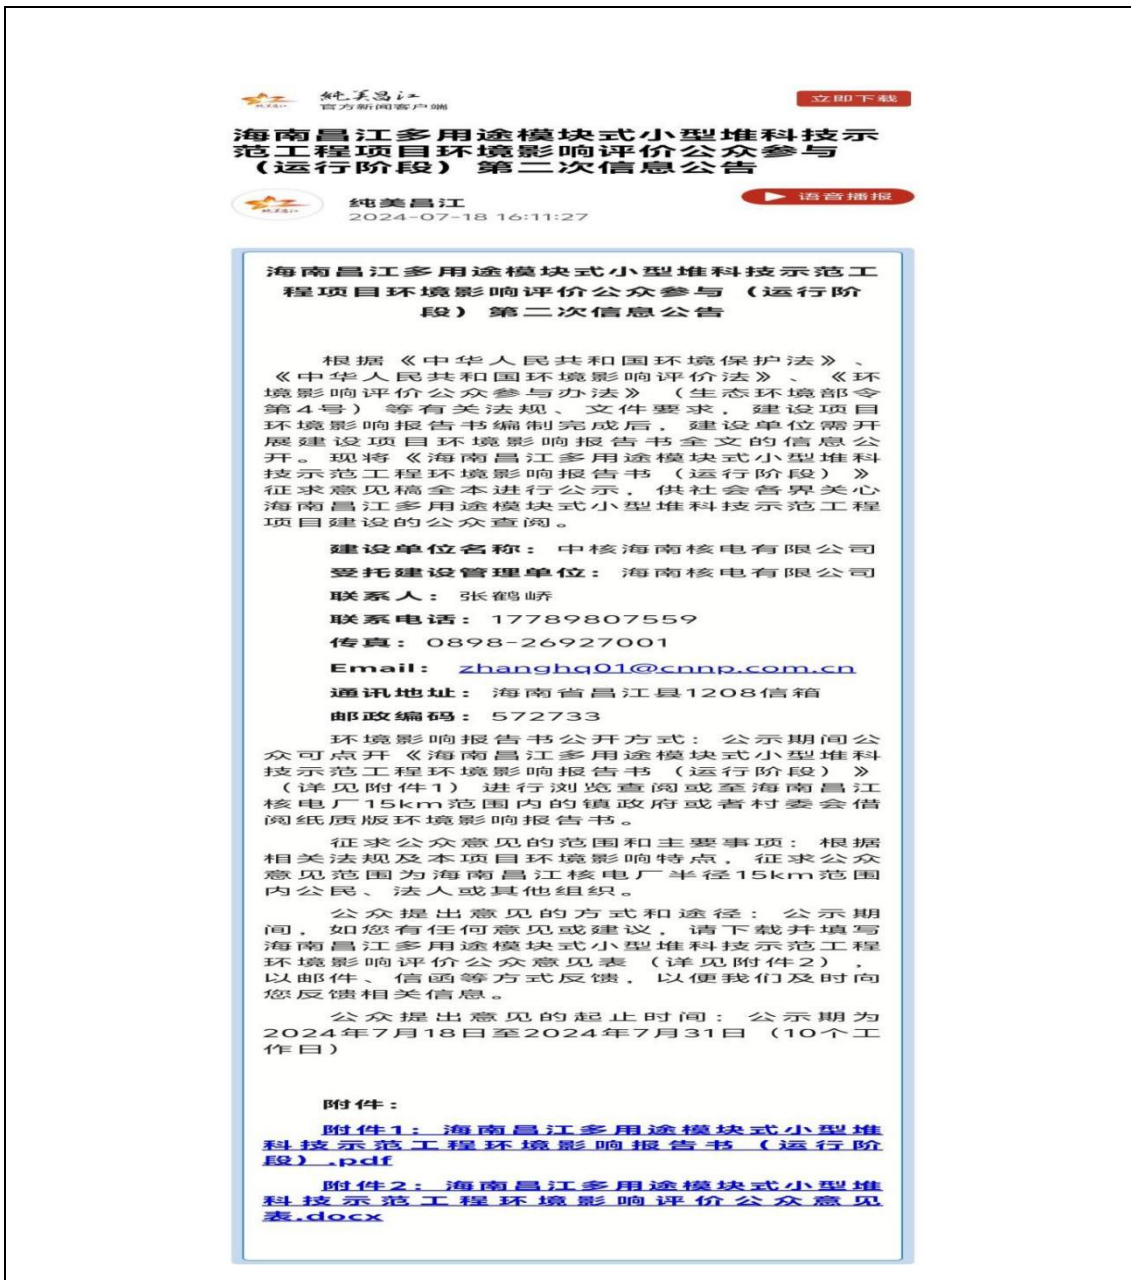 純美昌江
官方新闻客户端
立即下载
海南昌江多用途模块式小型堆科技示
范工程项目环境影响评价公众参与
（运行阶段）第二次信息公告
纯美昌江
2024-07-18 16:11:27
语音播报
海南昌江多用途模块式小型堆科技示范工
程项目环境影响评价公众参与（运行阶
段）第二次信息公告
根据《中华人民共和国环境保护法》、
《中华人民共和国环境影响评价法》、《环
境影响评价公众参与办法》（生态环境部令
第4号）等有关法规、文件要求，建设项目
环境影响报告书编制完成后，建设单位需开
展建设项目环境影响报告书全文的信息公
开。现将《海南昌江多用途模块式小型堆科
技示范工程环境影响报告书（运行阶段）》
征求意见稿全本进行公示，供社会各界关心
海南昌江多用途模块式小型堆科技示范工程
项目建设的公众查阅。
建设单位名称：中核海南核电有限公司
受托建设管理单位：海南核电有限公司
联系人：张鹤峤
联系电话：17789807559
传真：0898-26927001
Email： zhanghq01@cnnp.com.cn
通讯地址：海南省昌江县1208信箱
邮政编码：572733
环境影响报告书公开方式：公示期间公
众可点开《海南昌江多用途模块式小型堆科
技示范工程环境影响报告书（运行阶段）》
（详见附件1）进行浏览查阅或至海南昌江
核电厂15km范围内的镇政府或者村委会借
阅纸质版环境影响报告书。
征求公众意见的范围和主要事项：根据
相关法规及本项目环境影响特点，征求公众
意见范围为海南昌江核电厂半径15km范围
内公民、法人或其他组织。
公众提出意见的方式和途径：公示期
间，如您有任何意见或建议，请下载并填写
海南昌江多用途模块式小型堆科技示范工程
环境影响评价公众意见表（详见附件2），
以邮件、信函等方式反馈，以便我们及时向
您反馈相关信息。
公众提出意见的起止时间：公示期为
2024年7月18日至2024年7月31日（10个工
作日）
附件：
附件1：海南昌江多用途模块式小型堆
科技示范工程环境影响报告书（运行阶
段）.pdf
附件2：海南昌江多用途模块式小型堆
科技示范工程环境影响评价公众意见
表.docx